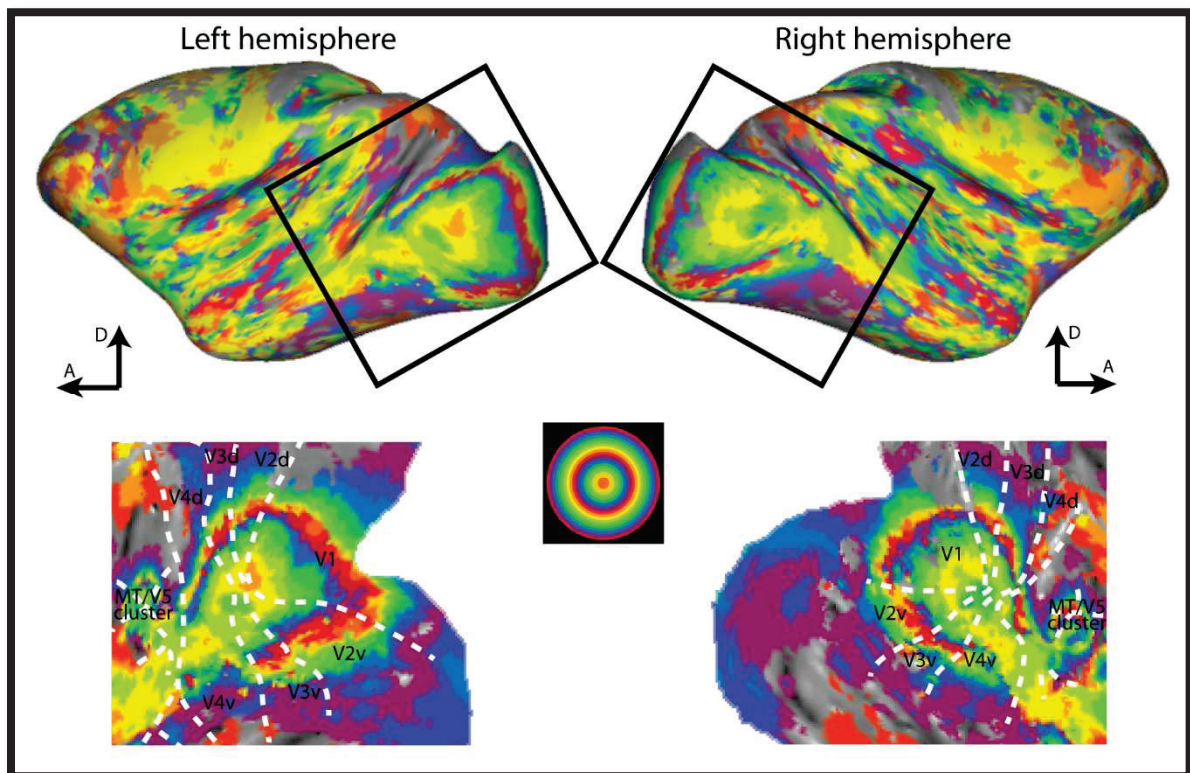 Left hemisphere
Right hemisphere
D
A
D
A
V3d
V2d
V4d
V1
MT/V5
cluster
V2v
V3v
V4v
V2d
V3d
V4d
V1
MT/V5
cluster
V2v
V3v
V4v